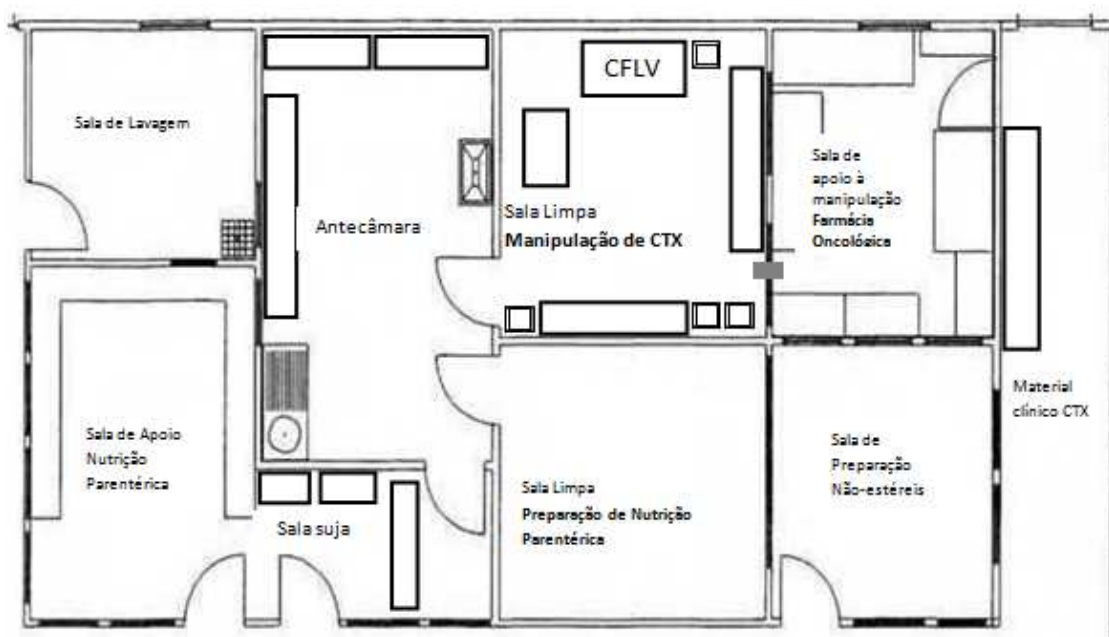 CFLV
Sala de Lavagem
Antecâmara
Sala Limpa
Manipulação de CTX
Sala de
apoio à
manipulação
Farmácia
Oncológica
Sala de Apoio
Nutrição
Parentérica
Sala suja
Sala Limpa
Preparação de Nutrição
Parentérica
Sala de
Preparação
Não-estéreis
Material
clínico CTX